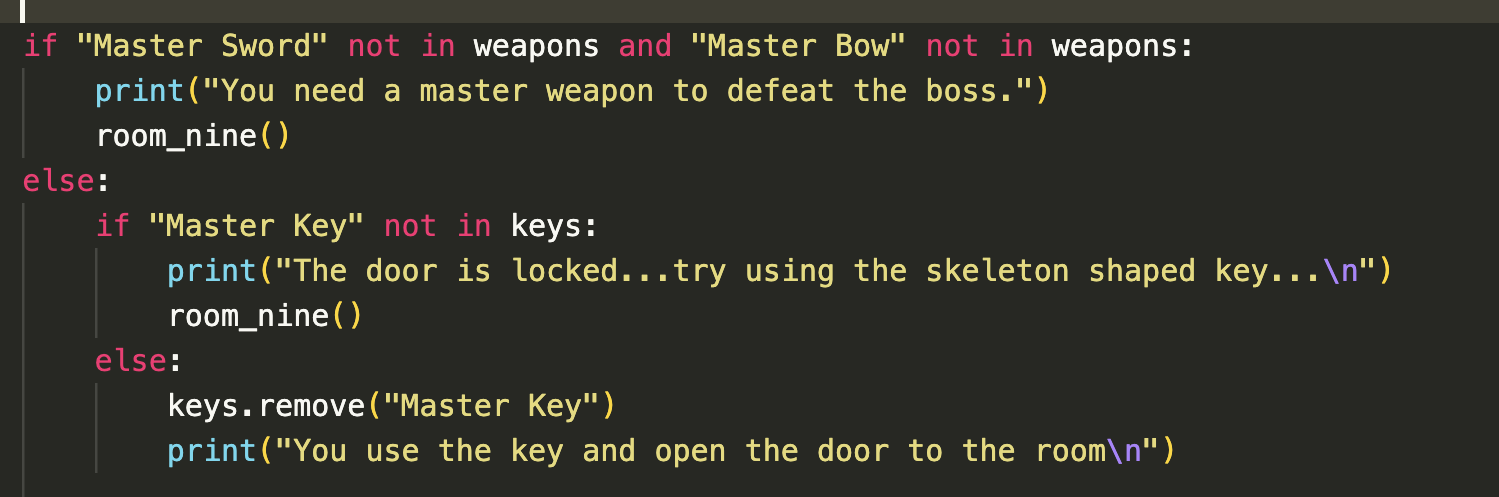 if "Master Sword" not in weapons and "Master Bow" not in weapons:
    print("You need a master weapon to defeat the boss.")
    room_nine()
else:
    if "Master Key" not in keys:
        print("The door is locked...try using the skeleton shaped key...\n")
        room_nine()
    else:
        keys.remove("Master Key")
        print("You use the key and open the door to the room\n")